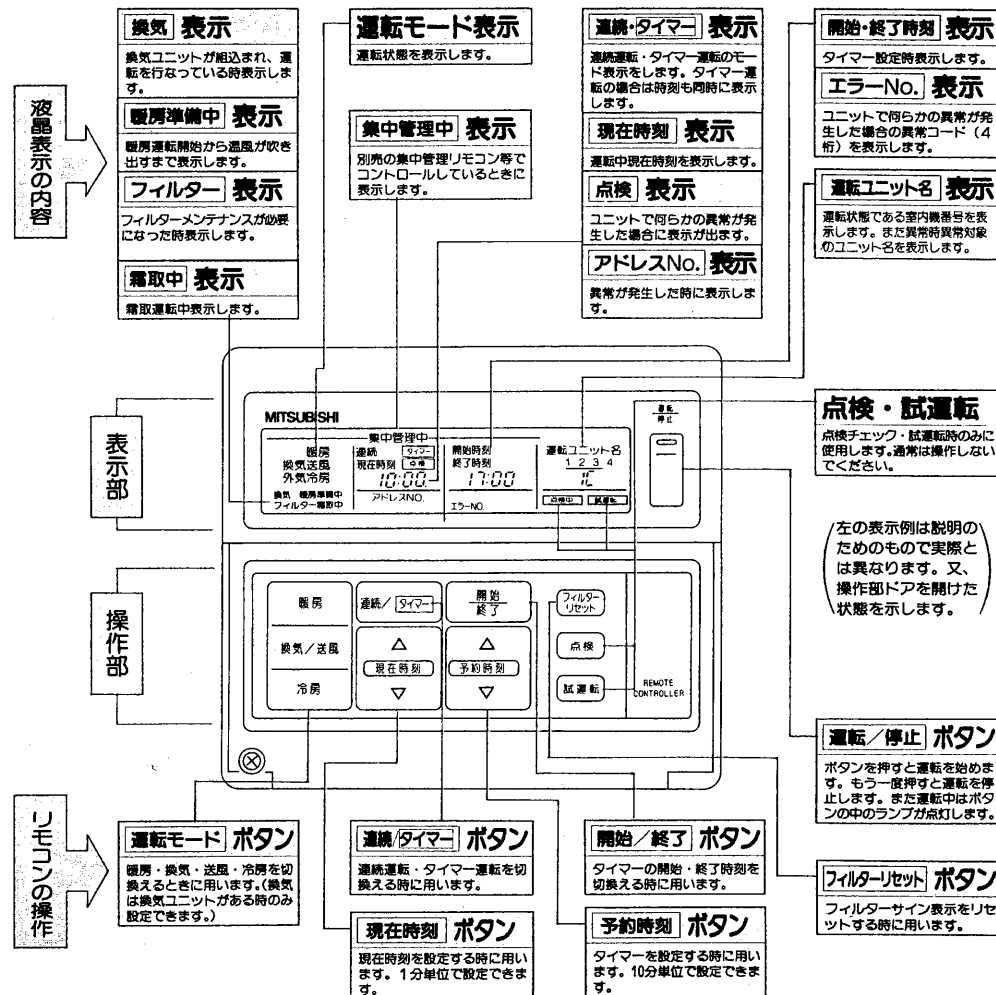 液晶表示の内容
換気 表示
換気ユニットが組込まれ、運
転を行なっている時表示しま
す。
暖房準備中 表示
暖房運転開始から温風が吹き
出すまで表示します。
フィルター 表示
フィルターメンテナンスが必要
になった時表示します。
霜取中 表示
霜取運転中表示します。
運転モード表示
運転状態を表示します。
集中管理中 表示
別売の集中管理リモコン等で
コントロールしているときに
表示します。
連続・タイマー 表示
連続運転・タイマー運転のモー
ド表示をします。タイマー運
転の場合は時刻も同時に表示
します。
現在時刻 表示
運転中現在時刻を表示します。
点検 表示
ユニットで何らかの異常が発
生した場合に表示が出ます。
アドレスNo. 表示
異常が発生した時に表示しま
す。
開始・終了時刻 表示
タイマー設定時表示します。
エラーNo. 表示
ユニットで何らかの異常が発
生した場合の異常コード（4
桁）を表示します。
運転ユニット名 表示
運転状態である室内機番号を表
示します。また異常時異常対象
のユニット名を表示します。
表示部
MITSUBISHI
集中管理中
暖房
換気送風
外気冷房
換気 暖房準備中
フィルター霜取中
連続 タイマー
現在時刻 点検
10:00
アドレスNO.
開始時刻
終了時刻
17:00
エラーNO.
運転ユニット名
1 2 3 4
IC
点検中 試運転
運転
停止
点検・試運転
点検チェック・試運転時のみに
使用します。通常は操作しない
でください。
（左の表示例は説明の
ためのもので実際と
は異なります。又、
操作部ドアを開けた
状態を示します。）
操作部
暖房
換気／送風
冷房
連続／タイマー
△
現在時刻
▽
開始
終了
△
予約時刻
▽
フィルター
リセット
点検
試運転
REMOTE
CONTROLLER
リモコンの操作
運転モード ボタン
暖房・換気・送風・冷房を切
換えるときに用います。（換気
は換気ユニットがある時のみ
設定できます。）
連続/タイマー ボタン
連続運転・タイマー運転を切
換える時に用います。
現在時刻 ボタン
現在時刻を設定する時に用い
ます。1分単位で設定できま
す。
開始／終了 ボタン
タイマーの開始・終了時刻を
切換える時に用います。
予約時刻 ボタン
タイマーを設定する時に用い
ます。10分単位で設定できま
す。
運転／停止 ボタン
ボタンを押すと運転を始めま
す。もう一度押すと運転を停
止します。また運転中はボタ
ンの中のランプが点灯します。
フィルターリセット ボタン
フィルターサイン表示をリセ
ットする時に用います。